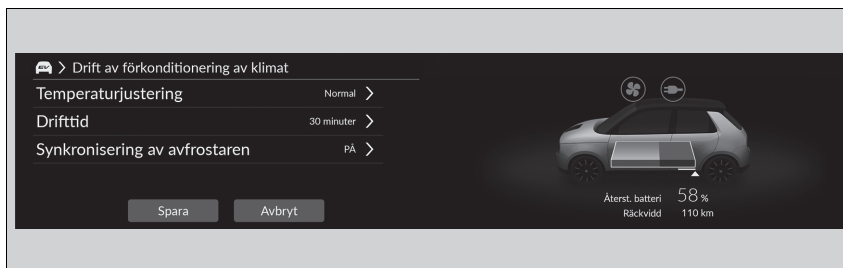 EV > Drift av förkonditionering av klimat
Temperaturjustering Normal >
Drifttid 30 minuter >
Synkronisering av avfrostaren PÅ >
Spara Avbryt
Återst. batteri 58 %
Räckvidd 110 km